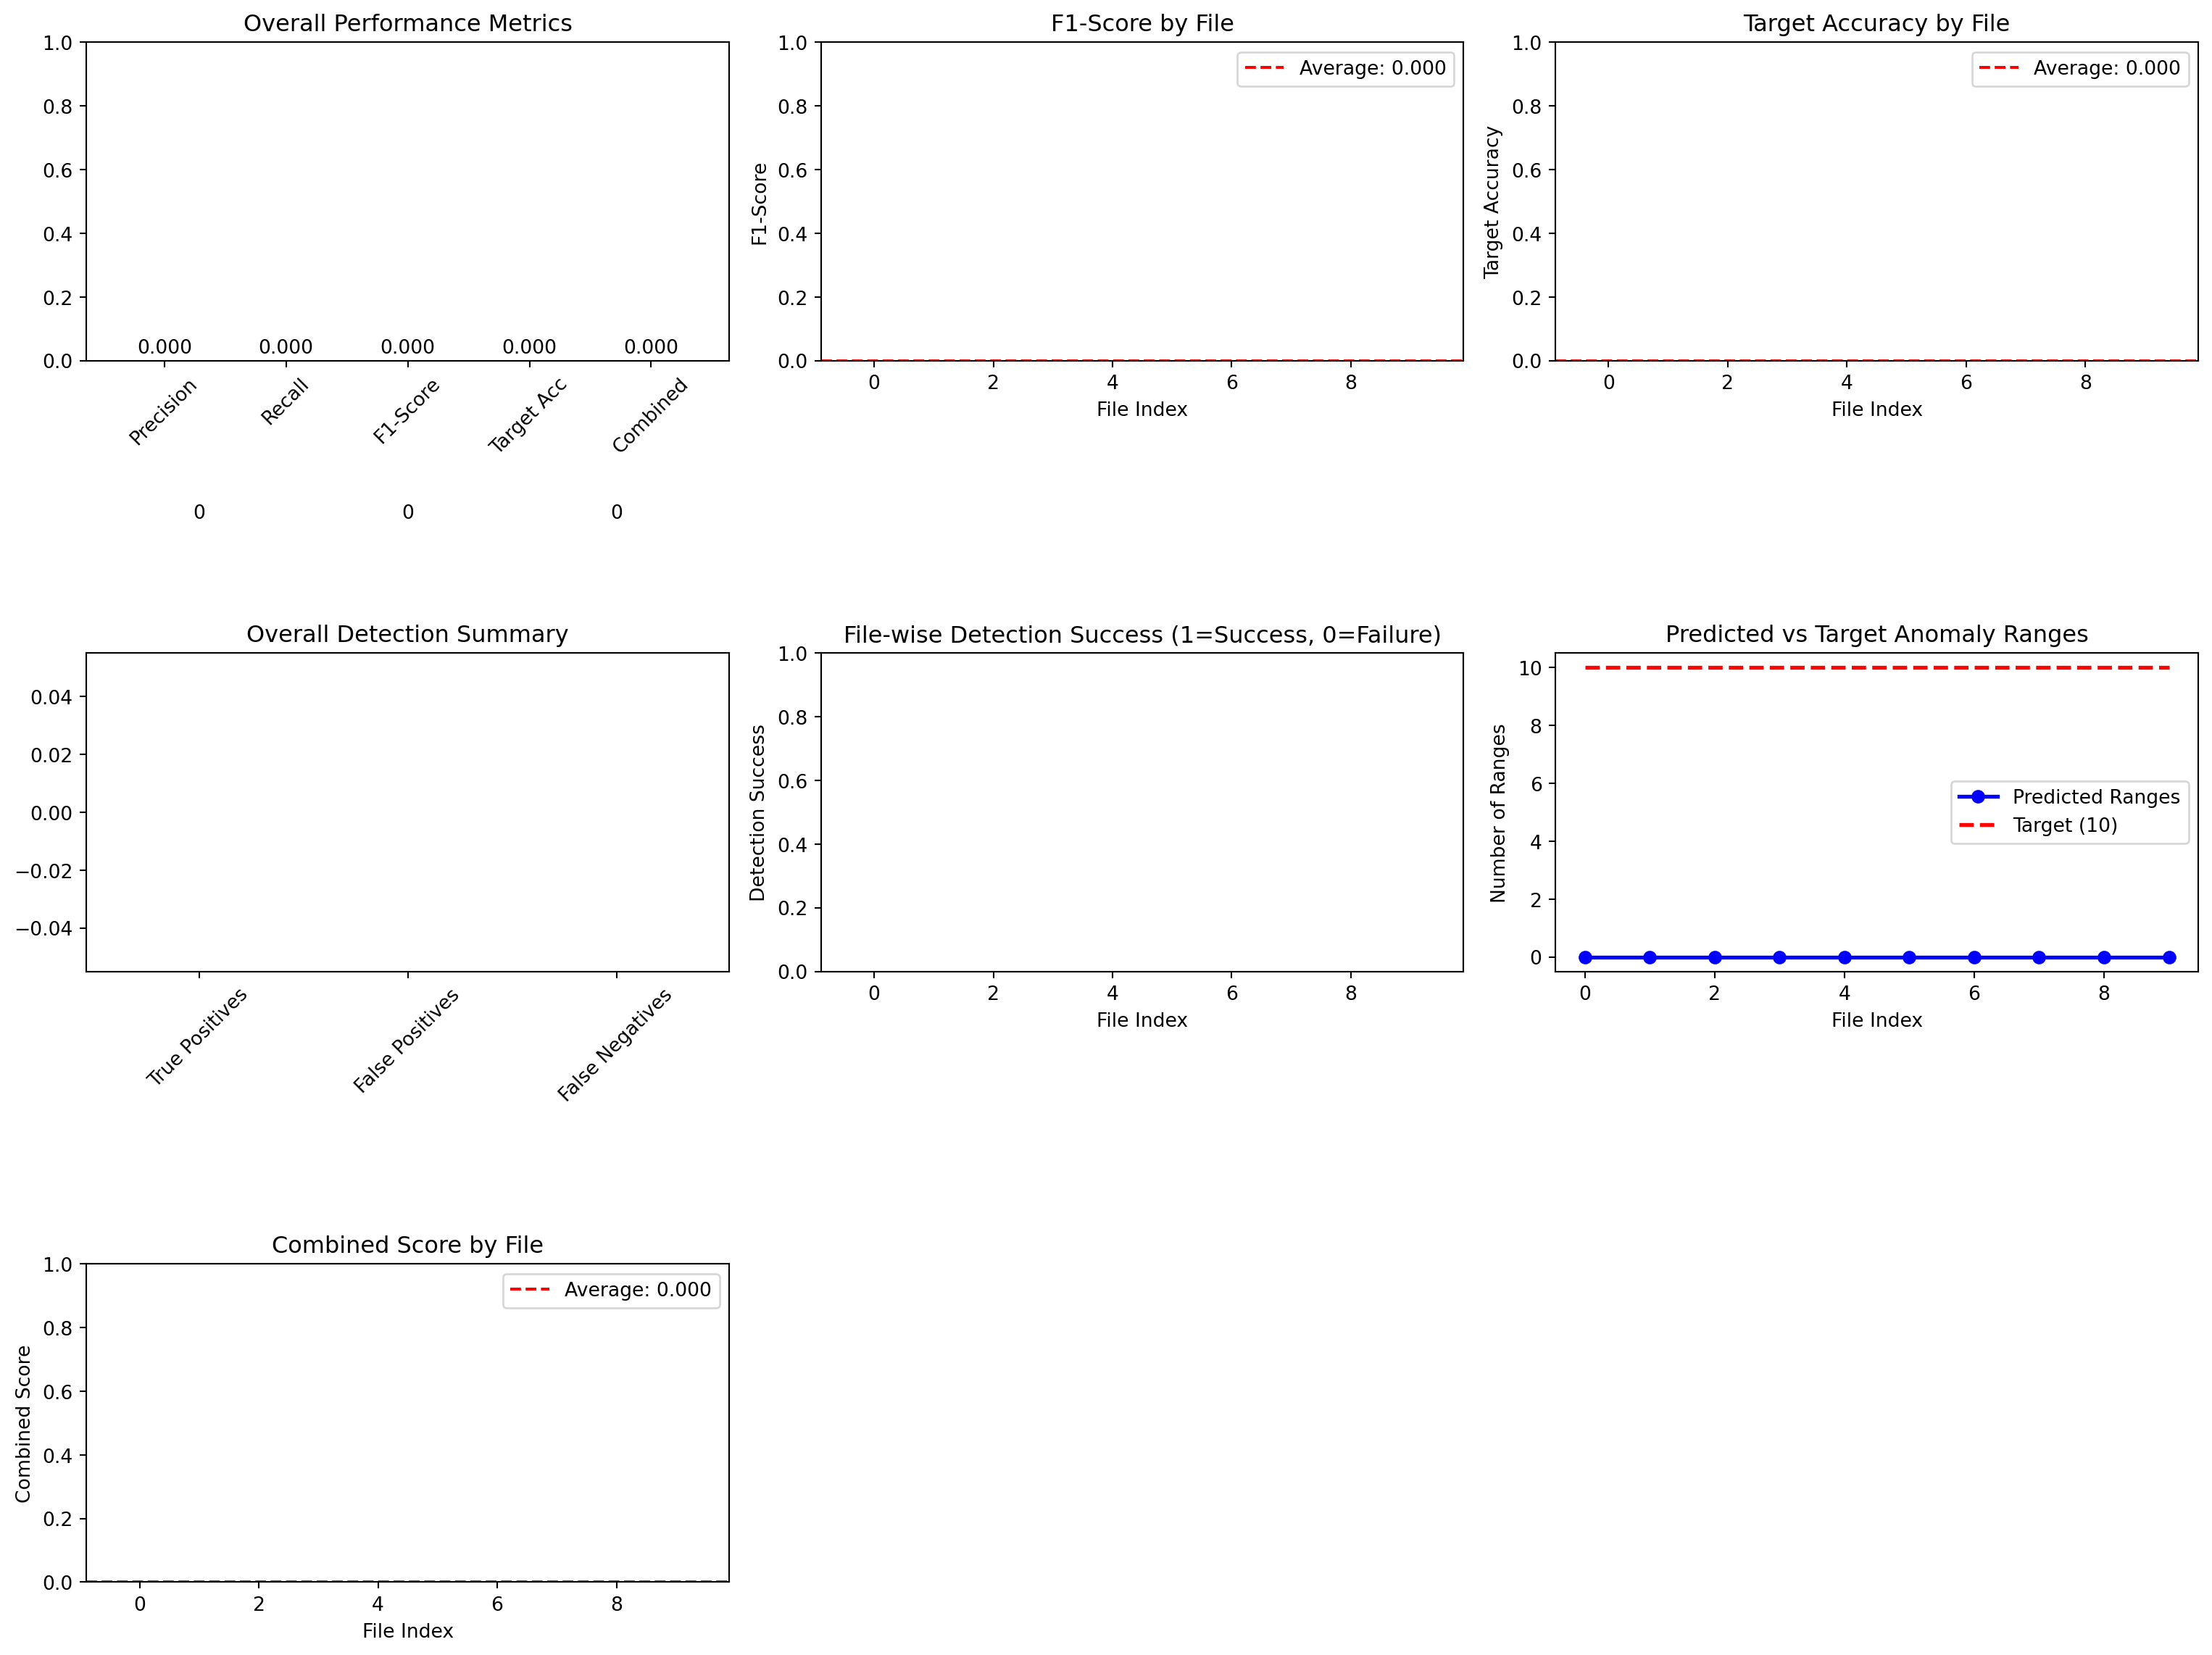 Overall Performance Metrics
1.0
0.8
0.6
0.4
0.2
0.0
0.000 0.000 0.000 0.000 0.000
Precision
Recall
F1-Score
Target Acc
Combined
F1-Score by File
F1-Score
1.0
0.8
0.6
0.4
0.2
0.0
Average: 0.000
0 2 4 6 8
File Index
Target Accuracy by File
Target Accuracy
1.0
0.8
0.6
0.4
0.2
0.0
Average: 0.000
0 2 4 6 8
File Index
0 0 0
Overall Detection Summary
0.04
0.02
0.00
−0.02
−0.04
True Positives
False Positives
False Negatives
File-wise Detection Success (1=Success, 0=Failure)
Detection Success
1.0
0.8
0.6
0.4
0.2
0.0
0 2 4 6 8
File Index
Predicted vs Target Anomaly Ranges
Number of Ranges
10
8
6
4
2
0
Predicted Ranges
Target (10)
0 2 4 6 8
File Index
Combined Score by File
Combined Score
1.0
0.8
0.6
0.4
0.2
0.0
Average: 0.000
0 2 4 6 8
File Index